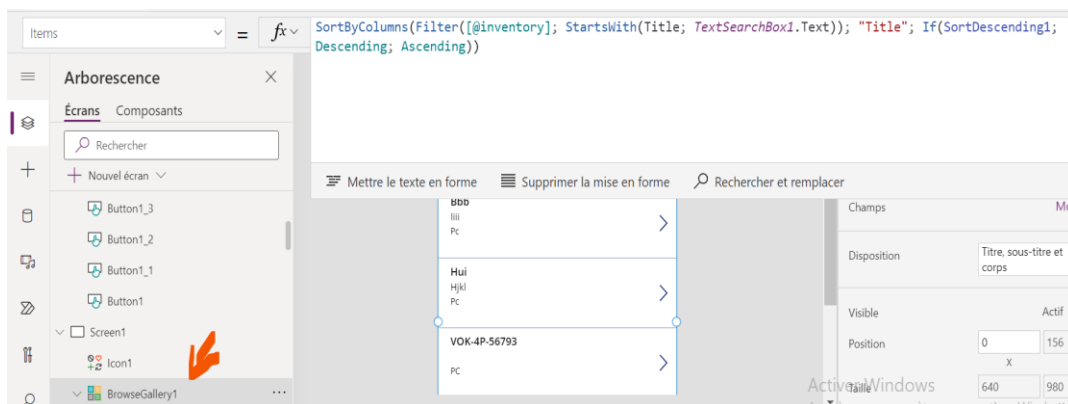 Items
=
fx
SortByColumns(Filter([@inventory]; StartsWith(Title; TextSearchBox1.Text)); "Title"; If(SortDescending1;
Descending; Ascending))
Arborescence
Écrans Composants
Rechercher
Nouvel écran
Button1_3
Button1_2
Button1_1
Button1
Screen1
Icon1
BrowseGallery1
...
Mettre le texte en forme Supprimer la mise en forme Rechercher et remplacer
Bbb
Iiii
Pc
Hui
Hjkl
Pc
VOK-4P-56793
PC
Champs
Disposition Titre, sous-titre et
corps
Visible Actif
Position 0 156
X
Taille 640 980
Activer Windows